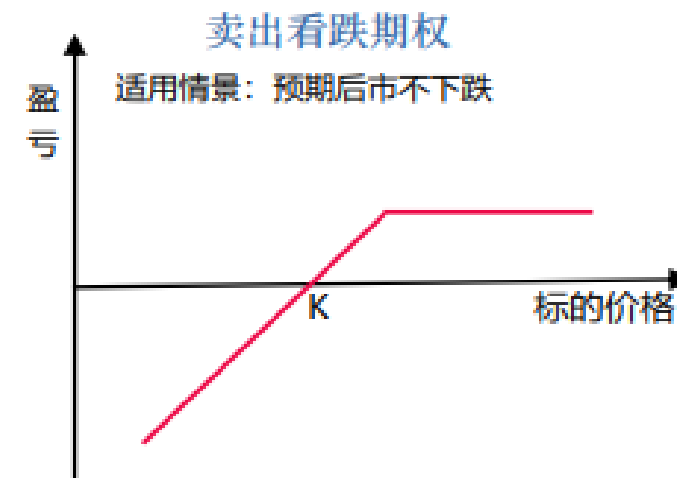 卖出看跌期权
适用情景：预期后市不下跌
盈
亏
K
标的价格